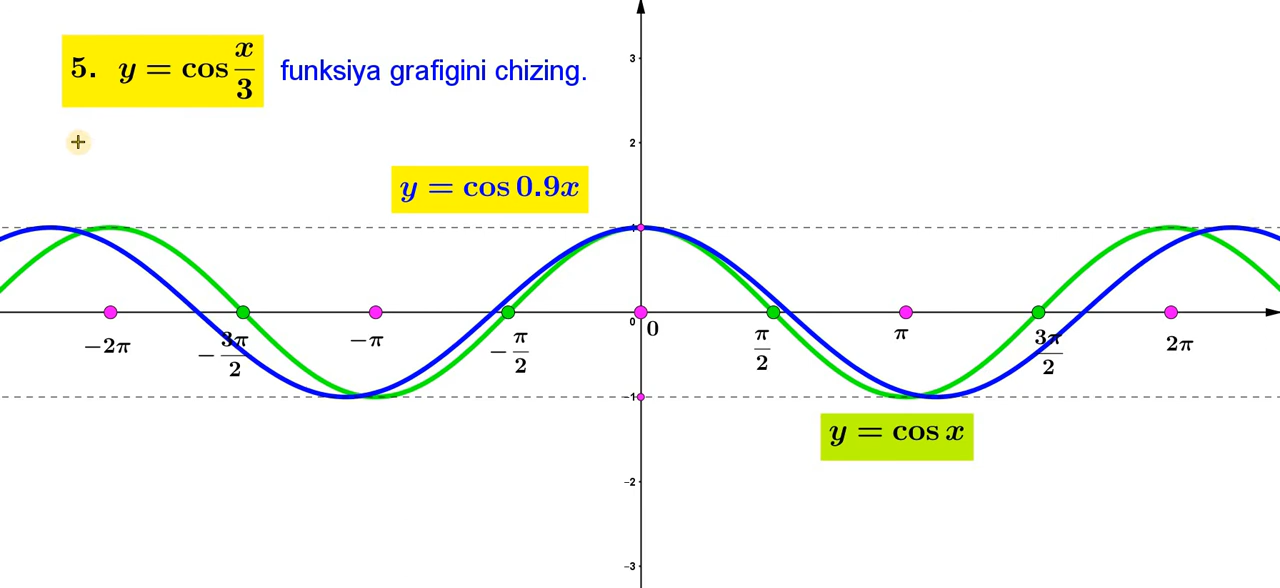 5. y = cos x/3 funksiya grafigini chizing.
3
2
y = cos 0.9x
1
0
0
−2π
−3π/2
−π
−π/2
π/2
π
3π/2
2π
−1
y = cos x
−2
−3